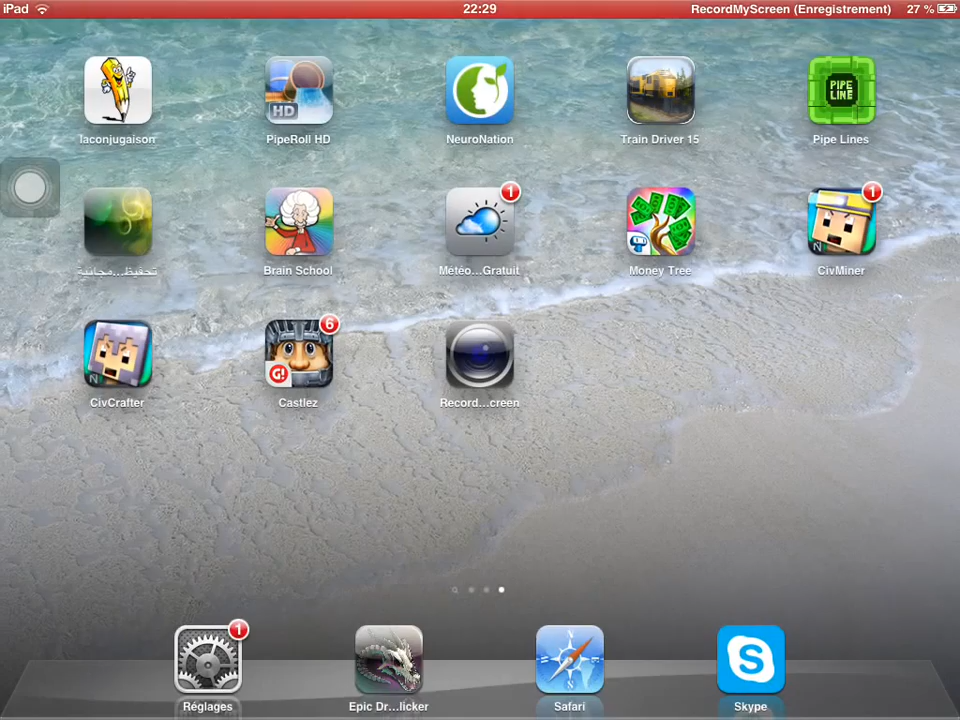 iPad 22:29 RecordMyScreen (Enregistrement) 27 %
laconjugaison PipeRoll HD NeuroNation Train Driver 15 Pipe Lines
HD
PIPE
LINE
1 1
تحفيظ...مجانية Brain School Météo...Gratuit Money Tree CivMiner
6
G!
CivCrafter Castlez Record...creen
1
N
S
Réglages Epic Dr...licker Safari Skype